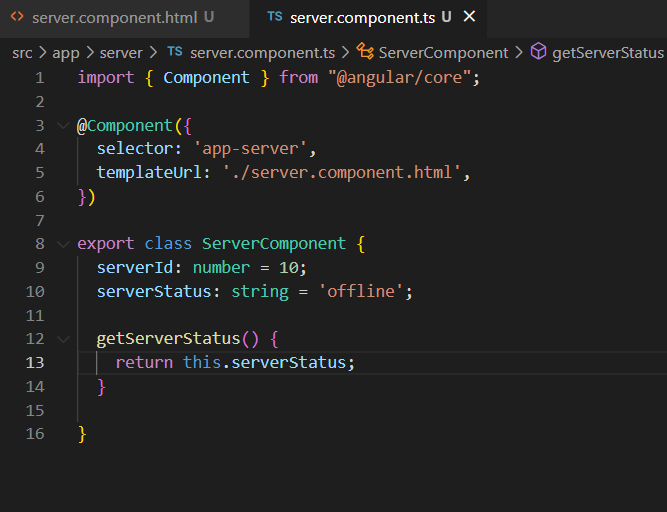 <> server.component.html U TS server.component.ts U ×
src > app > server > TS server.component.ts > ServerComponent > getServerStatus
1 import { Component } from "@angular/core";
2
3 @Component({
4 selector: 'app-server',
5 templateUrl: './server.component.html',
6 })
7
8 export class ServerComponent {
9 serverId: number = 10;
10 serverStatus: string = 'offline';
11
12 getServerStatus() {
13 return this.serverStatus;
14 }
15
16 }